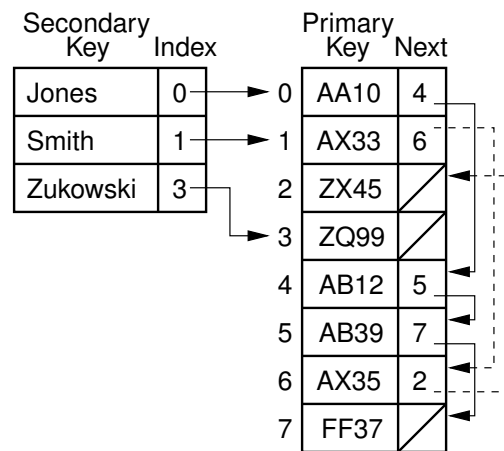 Secondary Key Index
Jones 0
Smith 1
Zukowski 3
Primary Key Next
0 AA10 4
1 AX33 6
2 ZX45
3 ZQ99
4 AB12 5
5 AB39 7
6 AX35 2
7 FF37